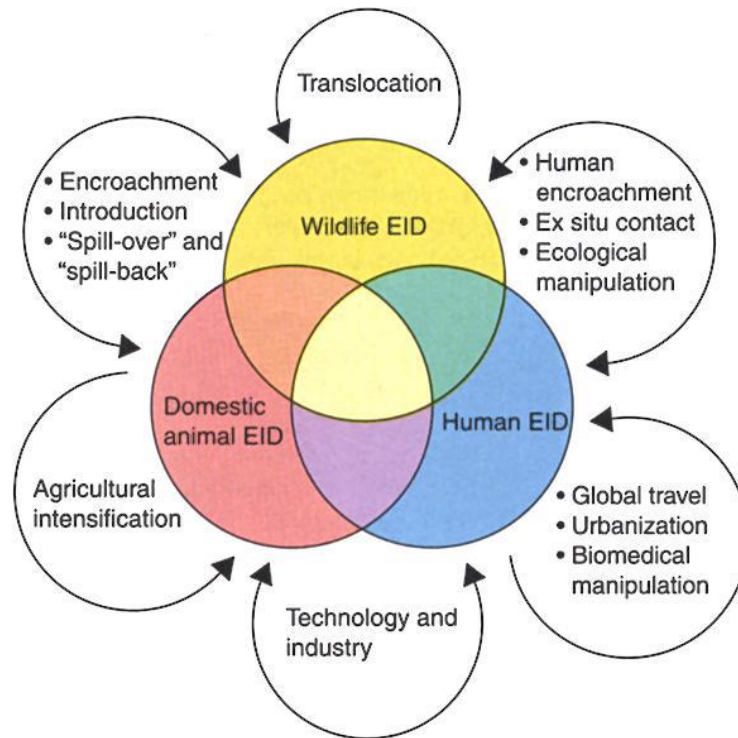 Translocation
• Encroachment
• Introduction
• “Spill-over” and
“spill-back”
• Human
encroachment
• Ex situ contact
• Ecological
manipulation
Wildlife EID
Domestic
animal EID
Human EID
Agricultural
intensification
• Global travel
• Urbanization
• Biomedical
manipulation
Technology and
industry